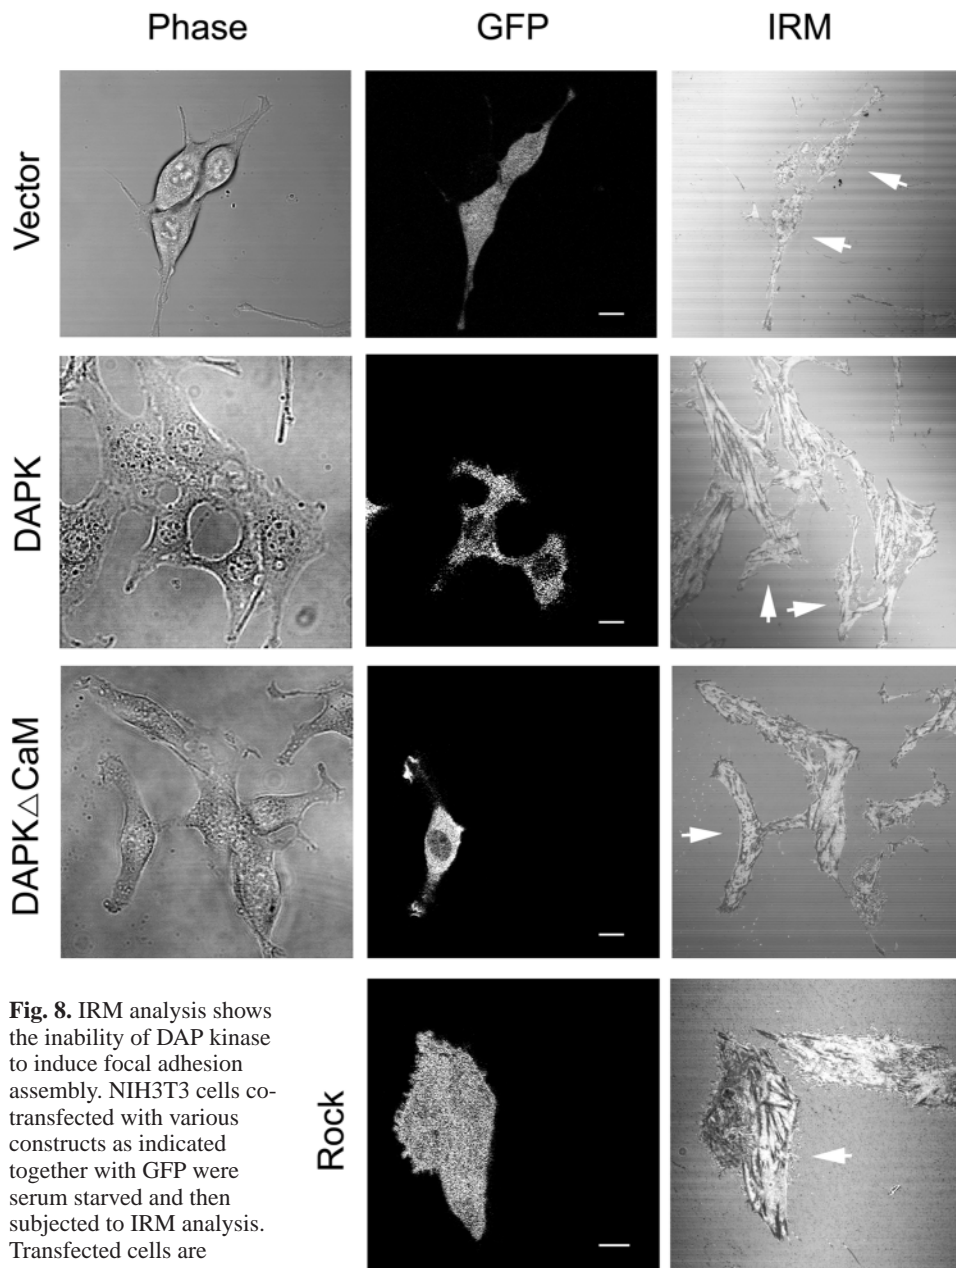 Phase GFP IRM
Vector
DAPK
DAPK△CaM
Rock
Fig. 8. IRM analysis shows
the inability of DAP kinase
to induce focal adhesion
assembly. NIH3T3 cells co-
transfected with various
constructs as indicated
together with GFP were
serum starved and then
subjected to IRM analysis.
Transfected cells are